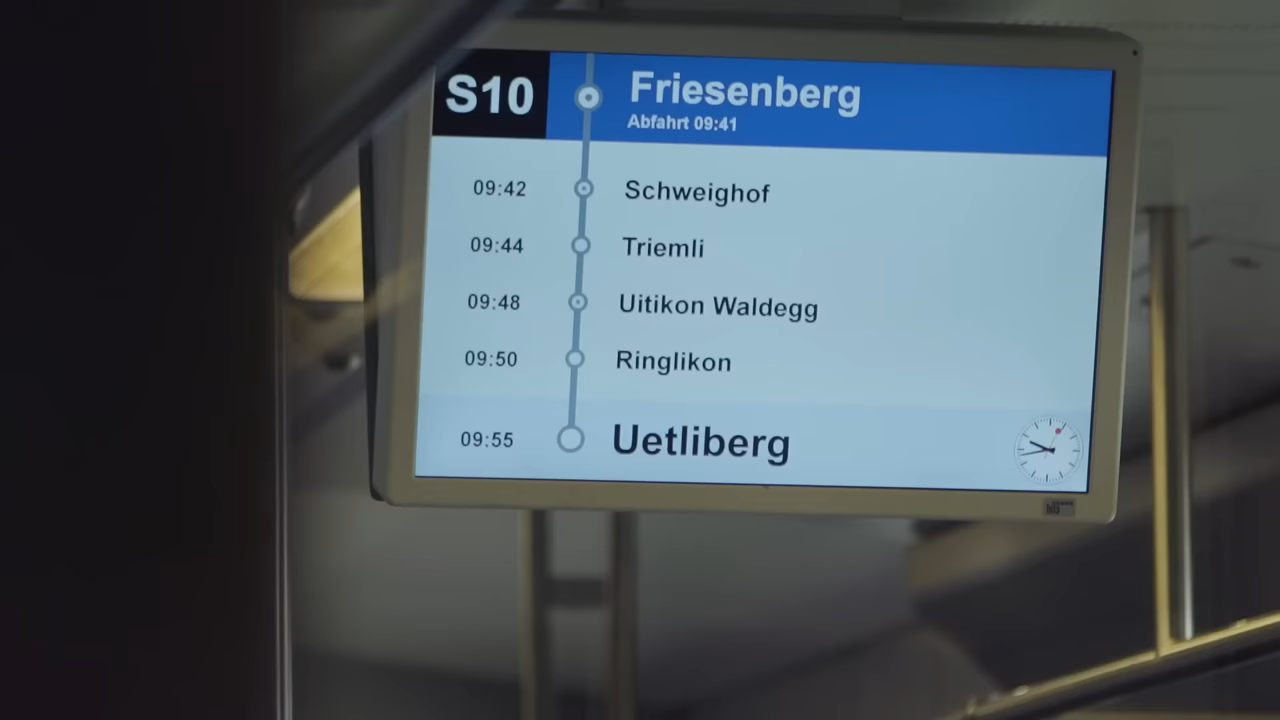 S10
Friesenberg
Abfahrt 09:41
09:42 Schweighof
09:44 Triemli
09:48 Uitikon Waldegg
09:50 Ringlikon
09:55 Uetliberg